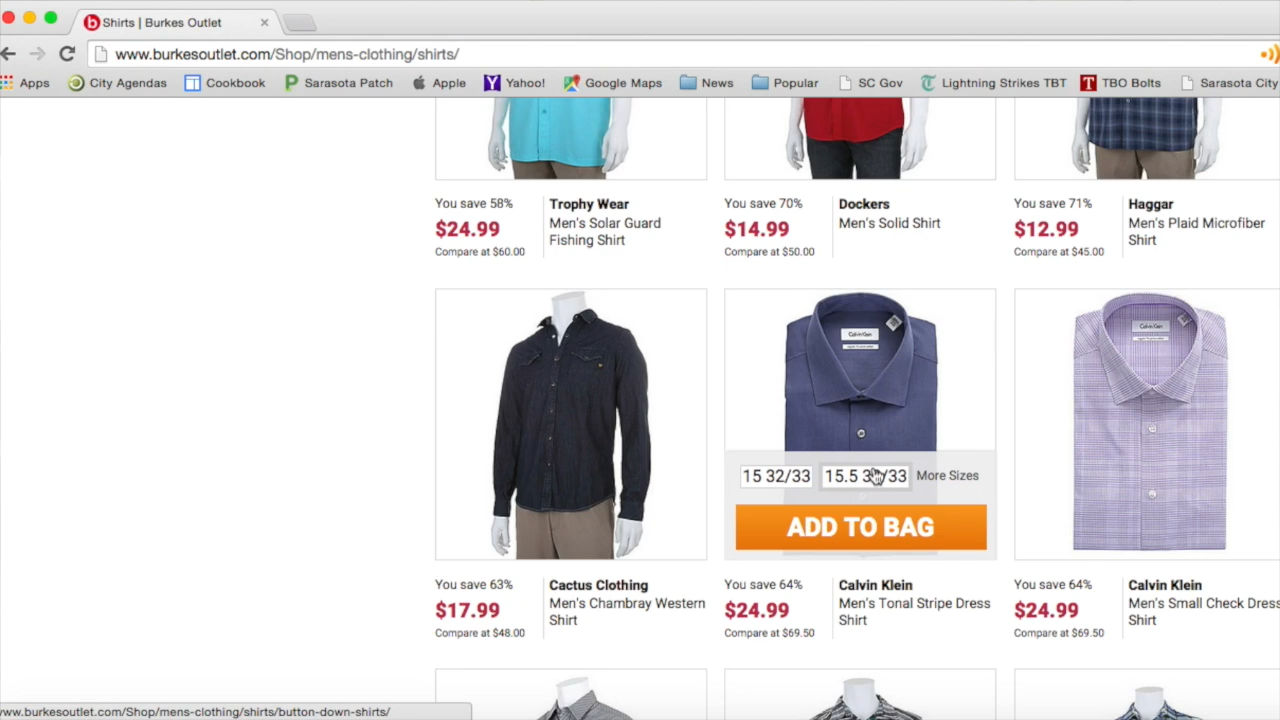 Shirts | Burkes Outlet
www.burkesoutlet.com/Shop/mens-clothing/shirts/
Apps City Agendas Cookbook Sarasota Patch Apple Yahoo! Google Maps News Popular SC Gov Lightning Strikes TBT TBO Bolts Sarasota City
You save 58%
$24.99
Compare at $60.00
Trophy Wear
Men's Solar Guard
Fishing Shirt
You save 70%
$14.99
Compare at $50.00
Dockers
Men's Solid Shirt
You save 71%
$12.99
Compare at $45.00
Haggar
Men's Plaid Microfiber
Shirt
Calvin Klein
Calvin Klein
15 32/33
More Sizes
ADD TO BAG
You save 63%
$17.99
Compare at $48.00
Cactus Clothing
Men's Chambray Western
Shirt
You save 64%
$24.99
Compare at $69.50
Calvin Klein
Men's Tonal Stripe Dress
Shirt
You save 64%
$24.99
Compare at $69.50
Calvin Klein
Men's Small Check Dress
Shirt
www.burkesoutlet.com/Shop/mens-clothing/shirts/button-down-shirts/